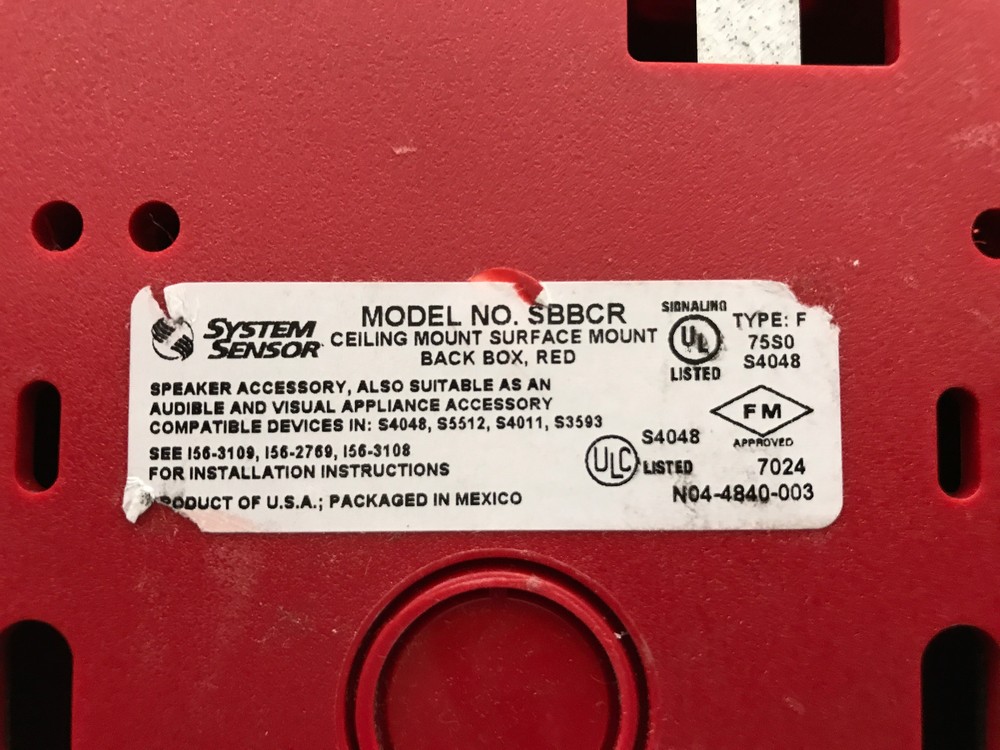 SYSTEM
SENSOR
MODEL NO. SBBCR
CEILING MOUNT SURFACE MOUNT
BACK BOX, RED
SIGNALING
UL
LISTED
TYPE: F
75S0
S4048
SPEAKER ACCESSORY, ALSO SUITABLE AS AN
AUDIBLE AND VISUAL APPLIANCE ACCESSORY
COMPATIBLE DEVICES IN: S4048, S5512, S4011, S3593
FM
APPROVED
SEE I56-3109, I56-2769, I56-3108
FOR INSTALLATION INSTRUCTIONS
ULC
S4048
LISTED
7024
N04-4840-003
PRODUCT OF U.S.A.; PACKAGED IN MEXICO